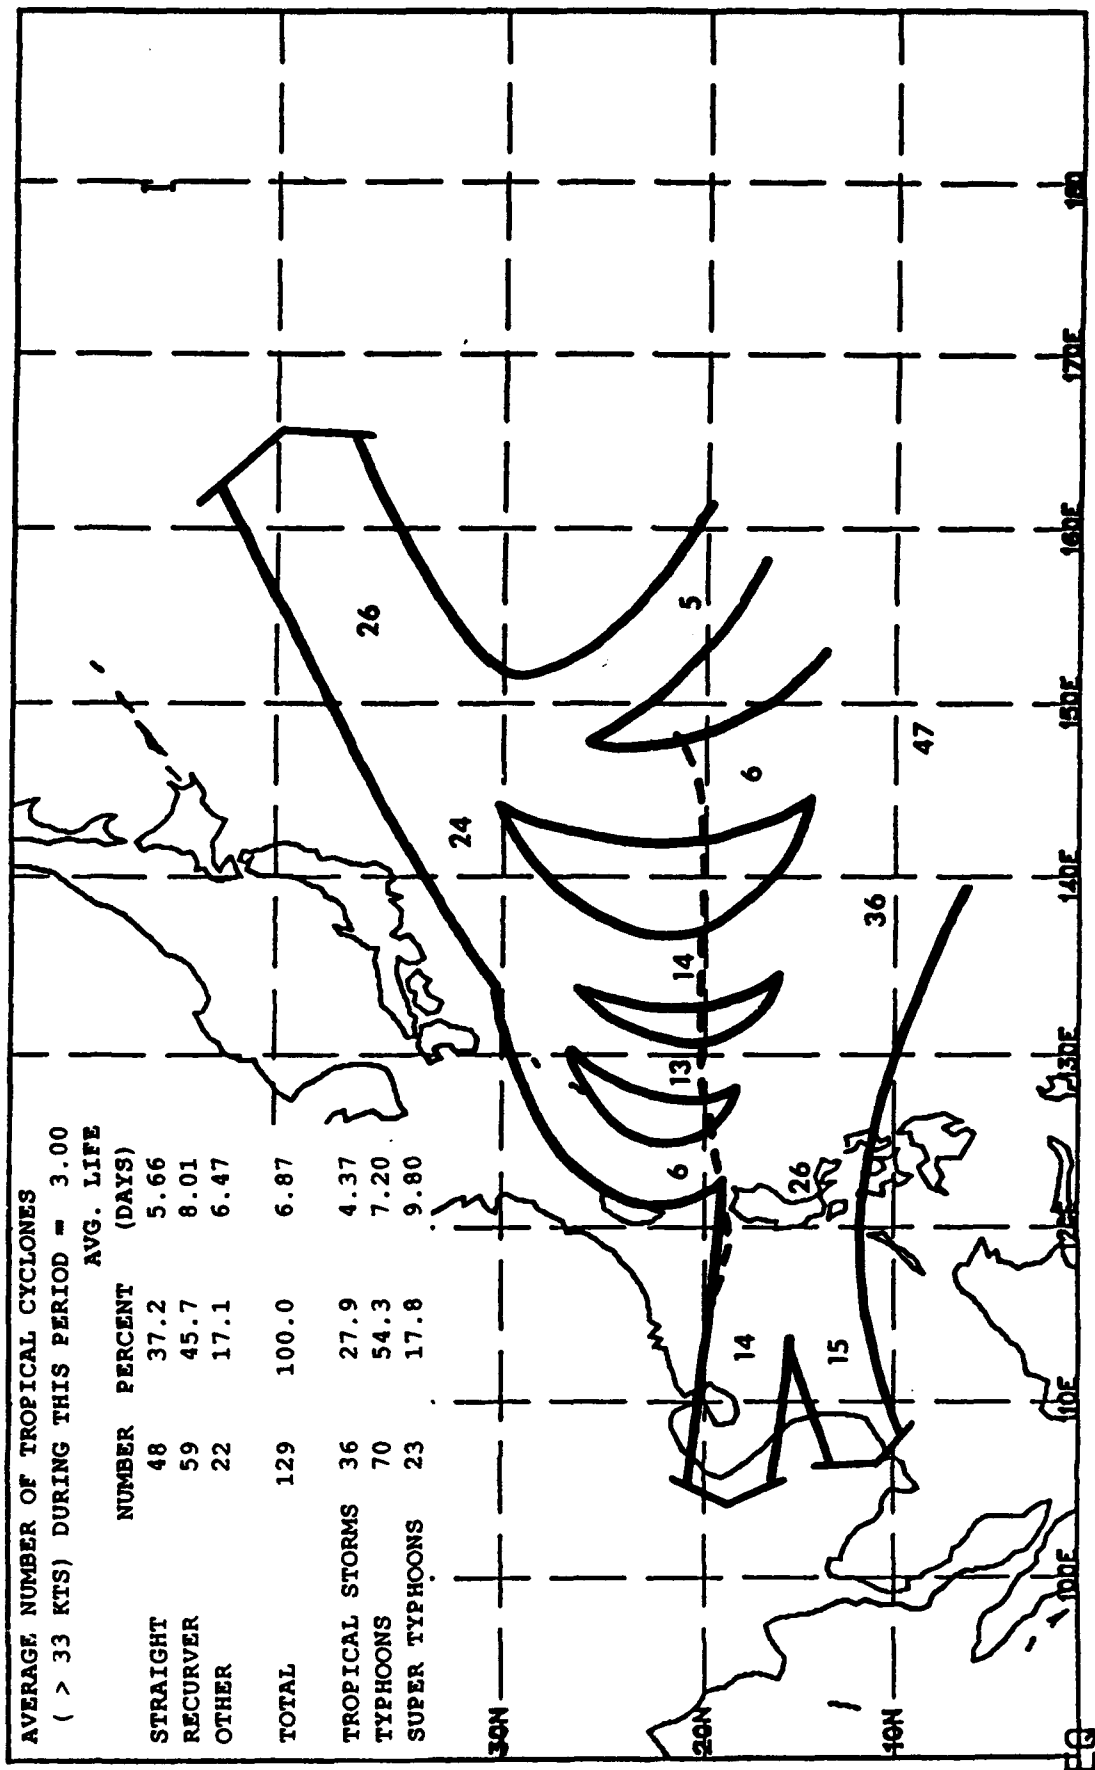 AVERAGE NUMBER OF TROPICAL CYCLONES
( > 33 KTS) DURING THIS PERIOD = 3.00
AVG. LIFE
NUMBER PERCENT (DAYS)
STRAIGHT 48 37.2 5.66
RECURVER 59 45.7 8.01
OTHER 22 17.1 6.47
TOTAL 129 100.0 6.87
TROPICAL STORMS 36 27.9 4.37
TYPHOONS 70 54.3 7.20
SUPER TYPHOONS 23 17.8 9.80
26
24
30N
6
13
14
6
5
20N
14
15
26
36
47
10N
EQ
100E
110E
120E
130E
140E
150E
160E
170E
180